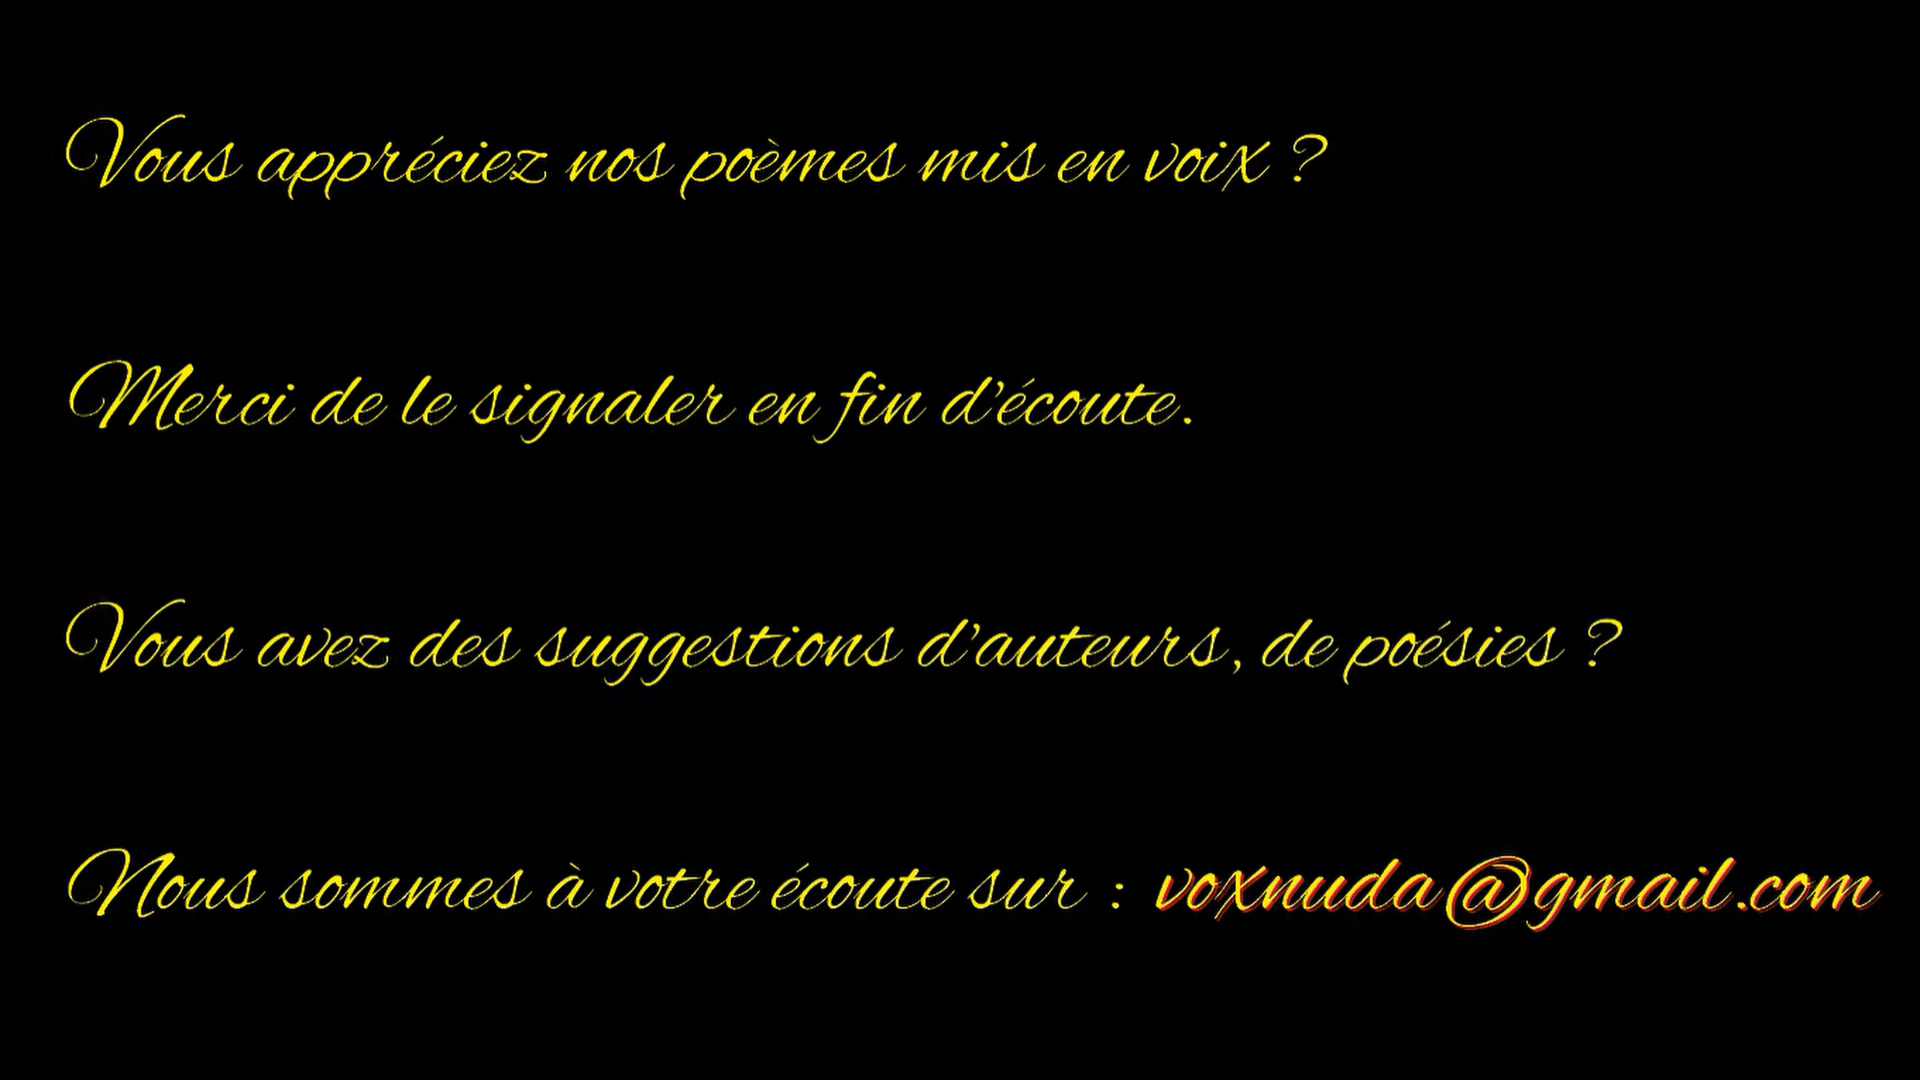 Vous appréciez nos poèmes mis en voix ?
Merci de le signaler en fin d'écoute.
Vous avez des suggestions d'auteurs, de poésies ?
Nous sommes à votre écoute sur : voxnuda@gmail.com